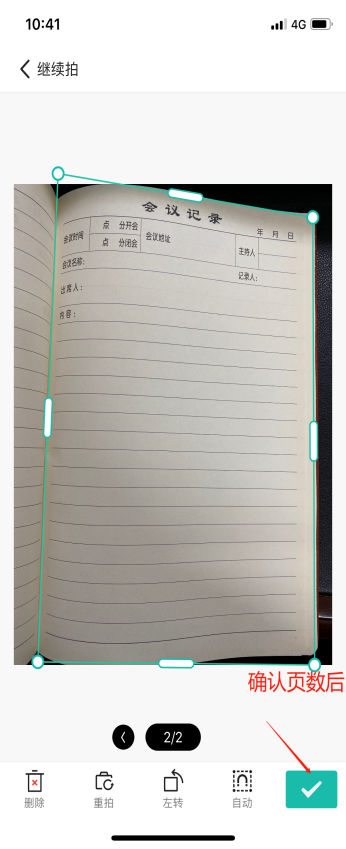 10:41 4G
继续拍
会议记录
年 月 日
会议时间 点 分开会 会议地址 主持人
点 分闭会
会议名称: 记录人:
出席人:
内容:
确认页数后
2/2
删除 重拍 左转 自动